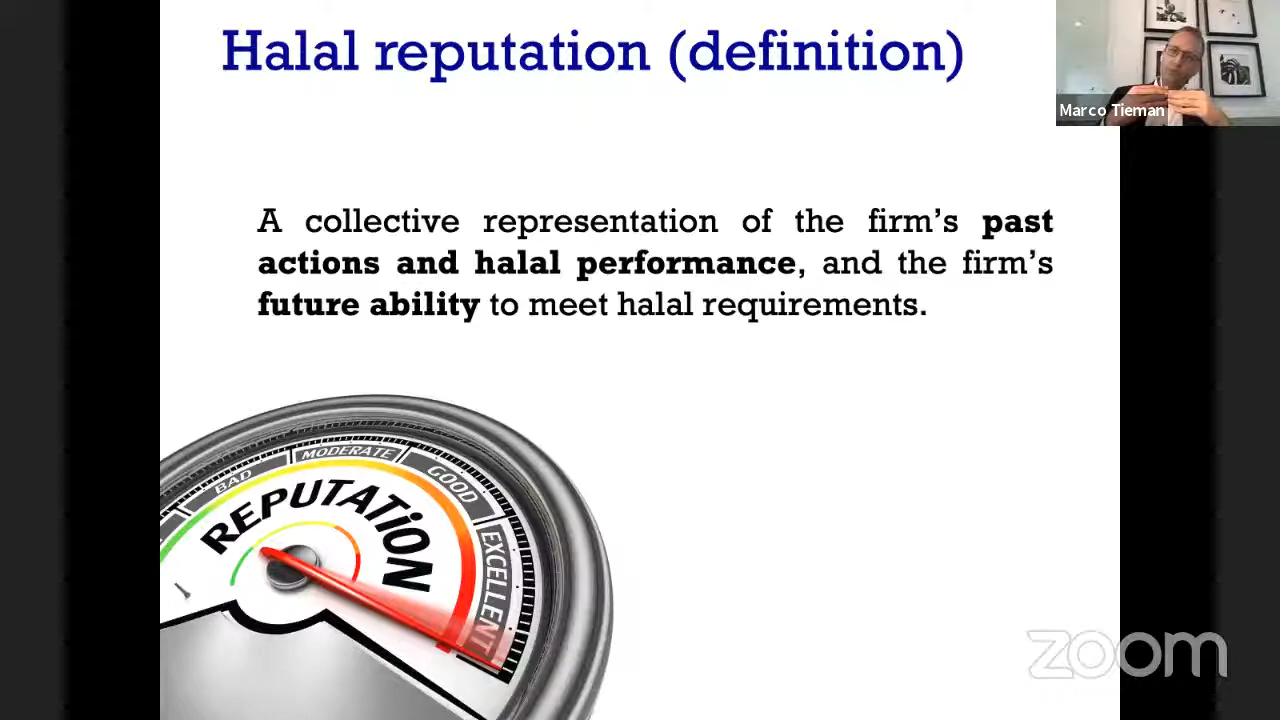 Halal reputation (definition)
Marco Tieman
A collective representation of the firm's past
actions and halal performance, and the firm's
future ability to meet halal requirements.
BAD
MODERATE
GOOD
EXCELLENT
REPUTATION
zoom